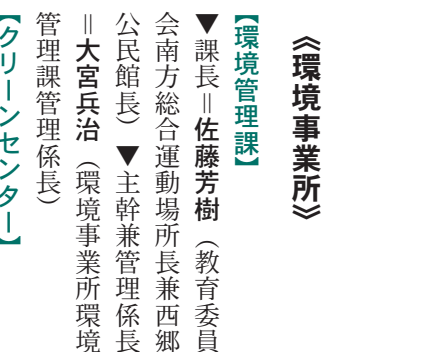 《環境事業所》
【環境管理課】
▼課長＝佐藤芳樹（教育委員
会南方総合運動場所長兼西郷
公民館長）▼主幹兼管理係長
＝大宮兵治（環境事業所環境
管理課管理係長）
【クリーンセンター】